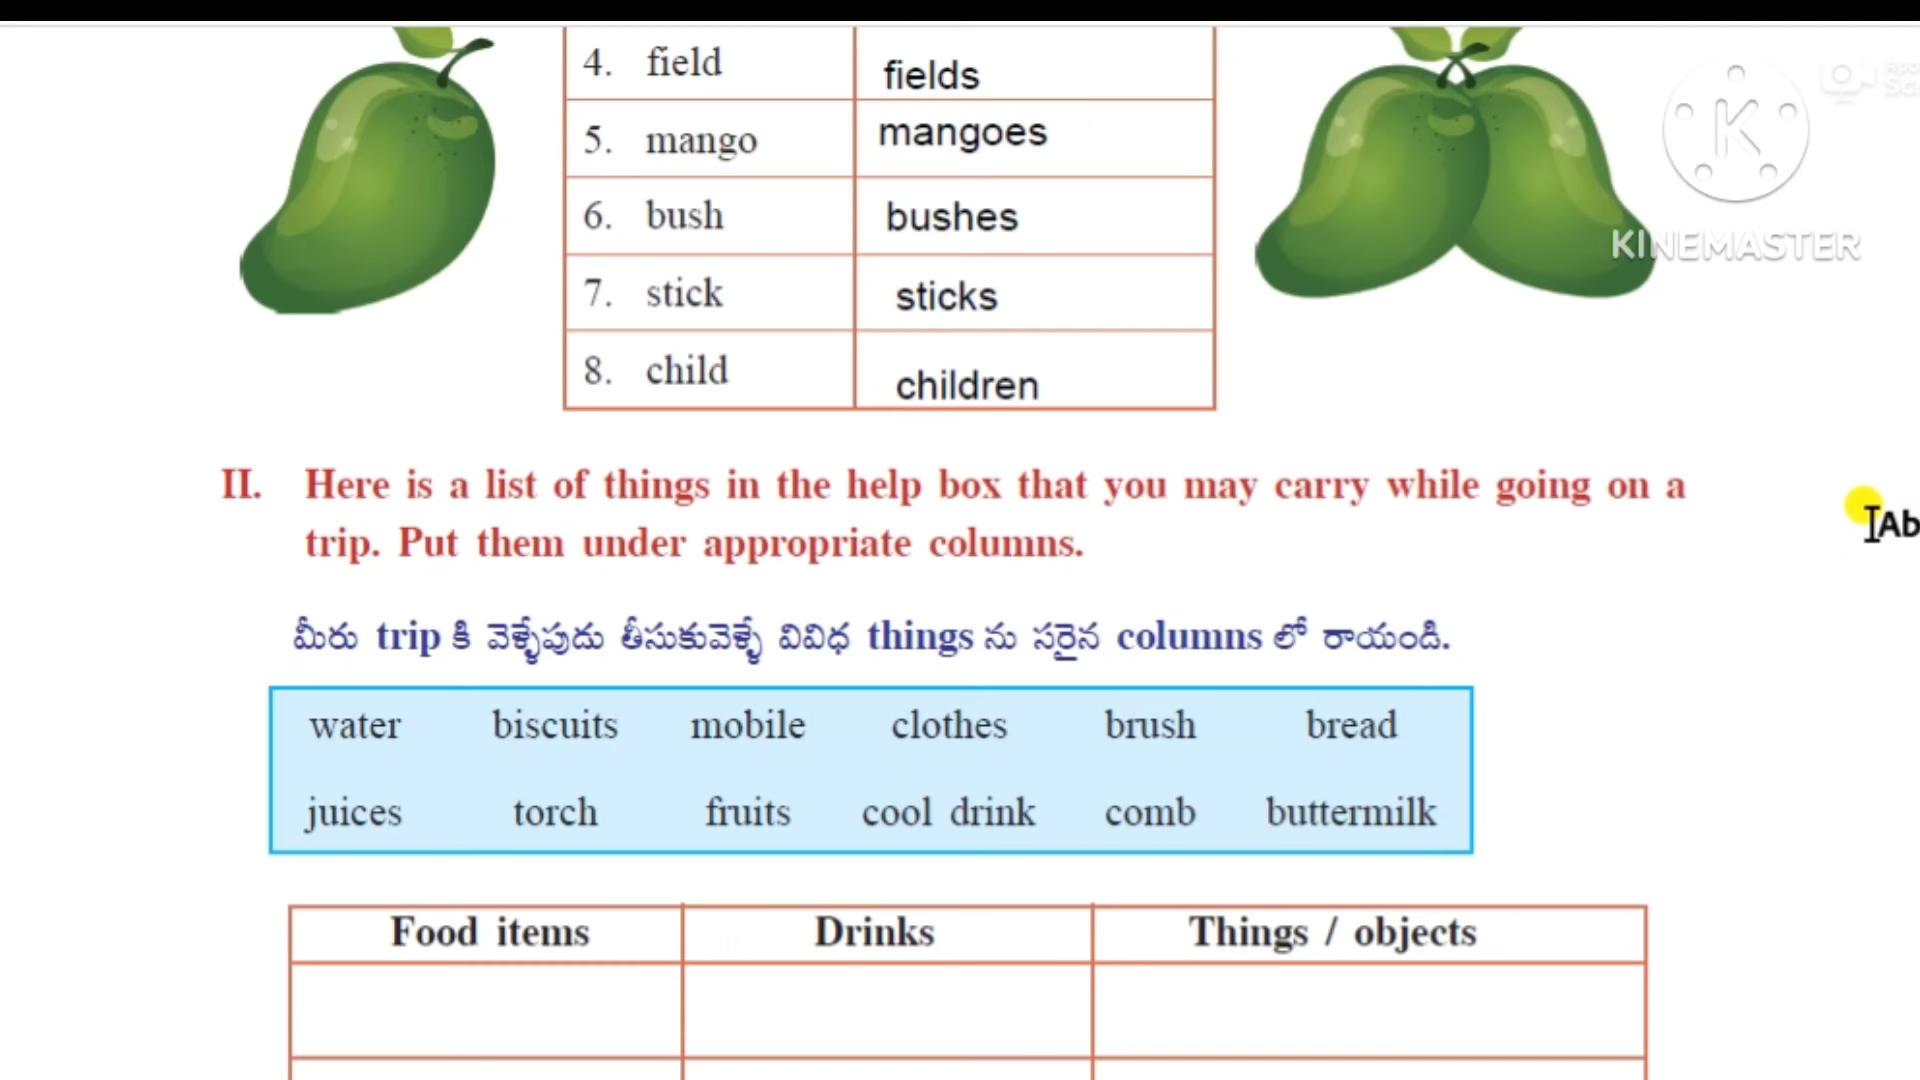 4. field fields
5. mango mangoes
6. bush bushes
7. stick sticks
8. child children
K
KINEMASTER
II. Here is a list of things in the help box that you may carry while going on a
trip. Put them under appropriate columns.
Ab
మీరు trip కి వెళ్ళేపుడు తీసుకువెళ్ళే వివిధ things ను సరైన columns లో రాయండి.
water biscuits mobile clothes brush bread
juices torch fruits cool drink comb buttermilk
Food items Drinks Things / objects